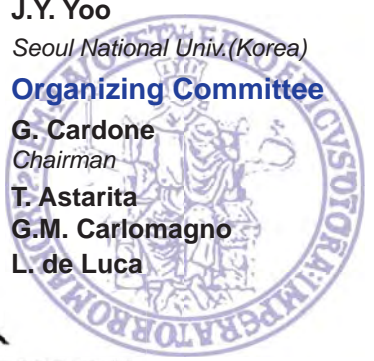 J.Y. Yoo
Seoul National Univ.(Korea)
Organizing Committee
G. Cardone
Chairman
T. Astarita
G.M. Carlomagno
L. de Luca